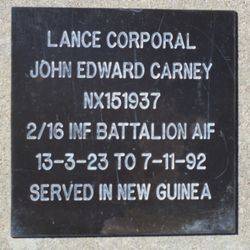 LANCE CORPORAL
JOHN EDWARD CARNEY
NX151937
2/16 INF BATTALION AIF
13-3-23 TO 7-11-92
SERVED IN NEW GUINEA